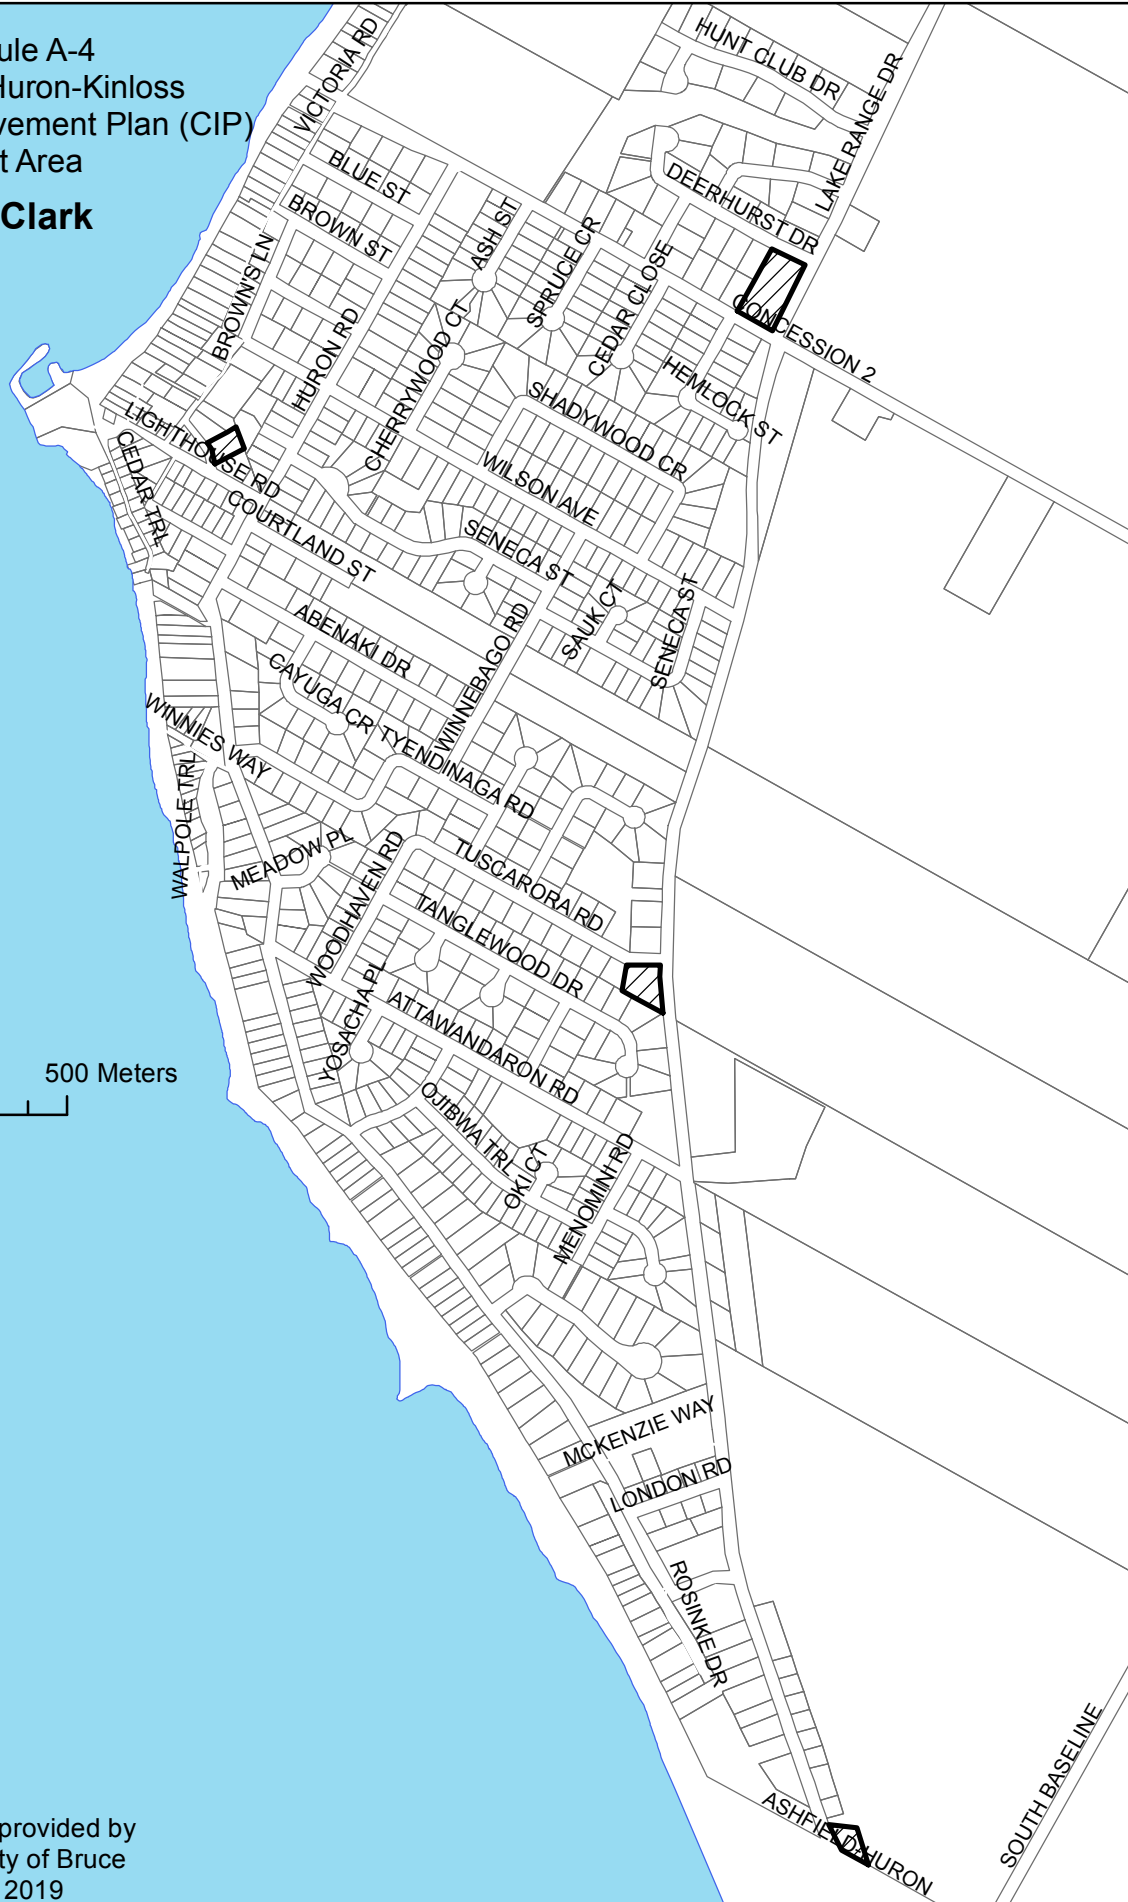 ule A-4
Huron-Kinloss
vement Plan (CIP)
t Area
Clark
VICTORIA RD
HUNT CLUB DR
LAKE RANGE DR
BLUE ST
DEERHURST DR
BROWN ST
ASH ST
SPRUCE CR
CEDAR CLOSE
BROWN'S LN
HURON RD
CHERRYWOOD CT
CONCESSION 2
HEMLOCK ST
SHADYWOOD CR
LIGHTHOUSE RD
CEDAR TRL
WILSON AVE
COURTLAND ST
SENECA ST
SAUK CT
SENECA ST
ABENAKI DR
WINNEBAGO RD
CAYUGA CR
TYENDINAGA RD
WINNIES WAY
WALPOLE TRL
MEADOW PL
WOODHAVEN RD
TUSCARORA RD
TANGLEWOOD DR
YOSACHA PL
ATTAWANDARON RD
500 Meters
OJIBWA TRL
OKI CT
MENOMINI RD
MCKENZIE WAY
LONDON RD
ROSINKE DR
SOUTH BASELINE
ASHFIELD-HURON
provided by
ty of Bruce
2019